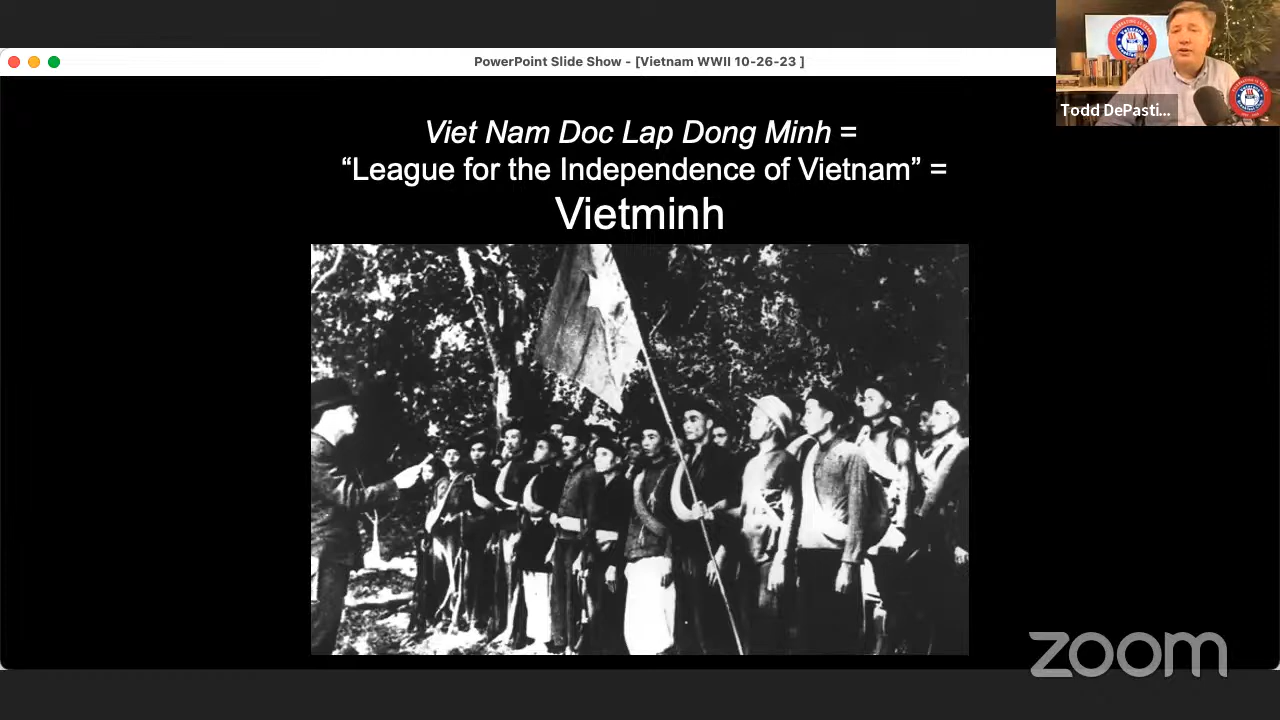 PowerPoint Slide Show - [Vietnam WWII 10-26-23 ]
Todd DePasti...
Viet Nam Doc Lap Dong Minh =
“League for the Independence of Vietnam” =
Vietminh
zoom